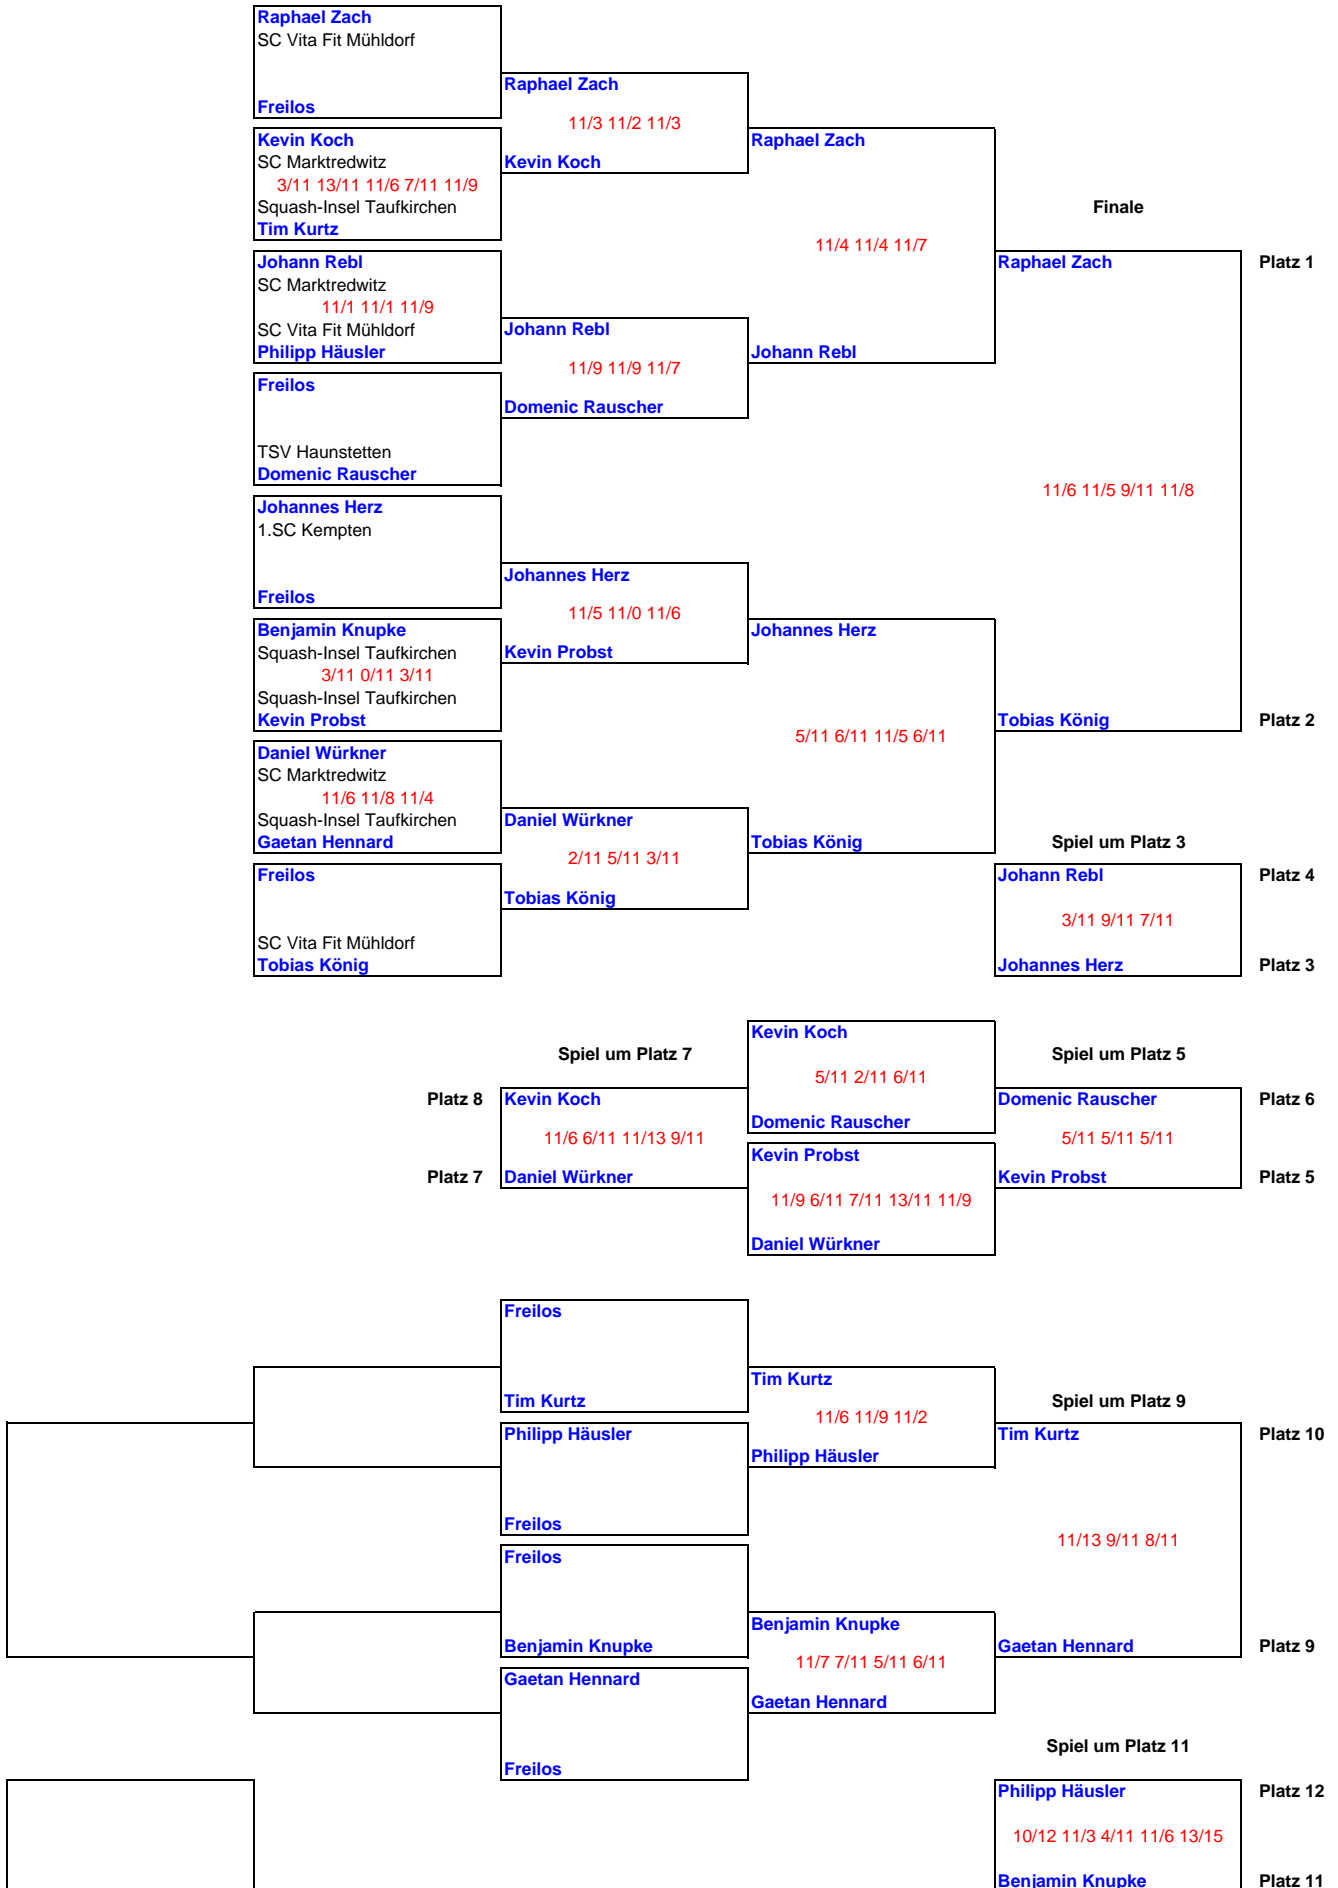 Raphael Zach
SC Vita Fit Mühldorf
Freilos
Kevin Koch
SC Marktredwitz
3/11 13/11 11/6 7/11 11/9
Squash-Insel Taufkirchen
Tim Kurtz
Johann Rebl
SC Marktredwitz
11/1 11/1 11/9
SC Vita Fit Mühldorf
Philipp Häusler
Freilos
TSV Haunstetten
Domenic Rauscher
Johannes Herz
1.SC Kempten
Freilos
Benjamin Knupke
Squash-Insel Taufkirchen
3/11 0/11 3/11
Squash-Insel Taufkirchen
Kevin Probst
Daniel Würkner
SC Marktredwitz
11/6 11/8 11/4
Squash-Insel Taufkirchen
Gaetan Hennard
Freilos
SC Vita Fit Mühldorf
Tobias König
Raphael Zach
11/3 11/2 11/3
Kevin Koch
Johann Rebl
11/9 11/9 11/7
Domenic Rauscher
Johannes Herz
11/5 11/0 11/6
Kevin Probst
Daniel Würkner
2/11 5/11 3/11
Tobias König
Raphael Zach
11/4 11/4 11/7
Johann Rebl
Johannes Herz
5/11 6/11 11/5 6/11
Tobias König
Finale
Raphael Zach Platz 1
11/6 11/5 9/11 11/8
Tobias König Platz 2
Spiel um Platz 3
Johann Rebl Platz 4
3/11 9/11 7/11
Johannes Herz Platz 3
Spiel um Platz 7
Platz 8 Kevin Koch
11/6 6/11 11/13 9/11
Platz 7 Daniel Würkner
Kevin Koch
5/11 2/11 6/11
Domenic Rauscher
Kevin Probst
11/9 6/11 7/11 13/11 11/9
Daniel Würkner
Spiel um Platz 5
Domenic Rauscher Platz 6
5/11 5/11 5/11
Kevin Probst Platz 5
Freilos
Tim Kurtz
Philipp Häusler
Freilos
Freilos
Benjamin Knupke
Gaetan Hennard
Freilos
Tim Kurtz
11/6 11/9 11/2
Philipp Häusler
Benjamin Knupke
11/7 7/11 5/11 6/11
Gaetan Hennard
Spiel um Platz 9
Tim Kurtz Platz 10
11/13 9/11 8/11
Gaetan Hennard Platz 9
Spiel um Platz 11
Philipp Häusler Platz 12
10/12 11/3 4/11 11/6 13/15
Benjamin Knupke Platz 11